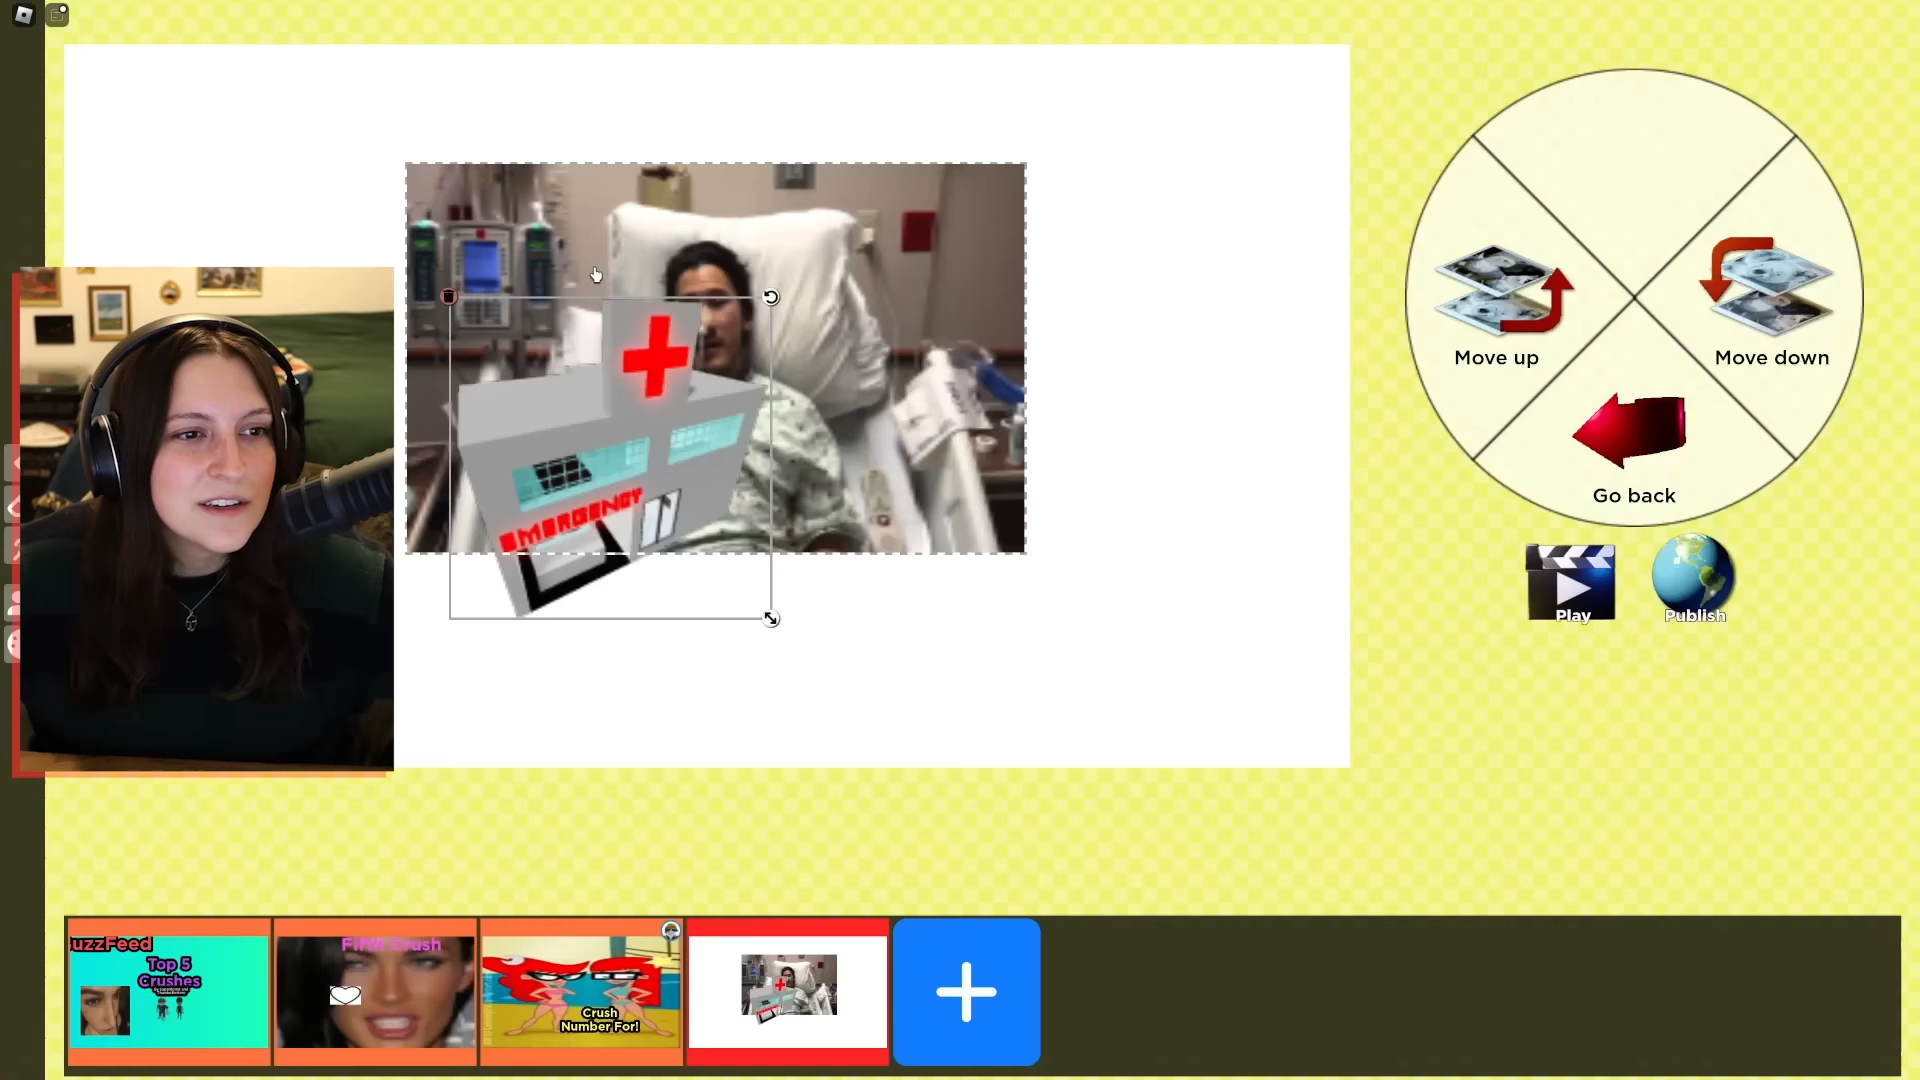 Move up
Move down
Go back
Play
Publish
EMERGENCY
uzzFeed
Top 5
Crushes
Fifth Crush
Crush
Number For!